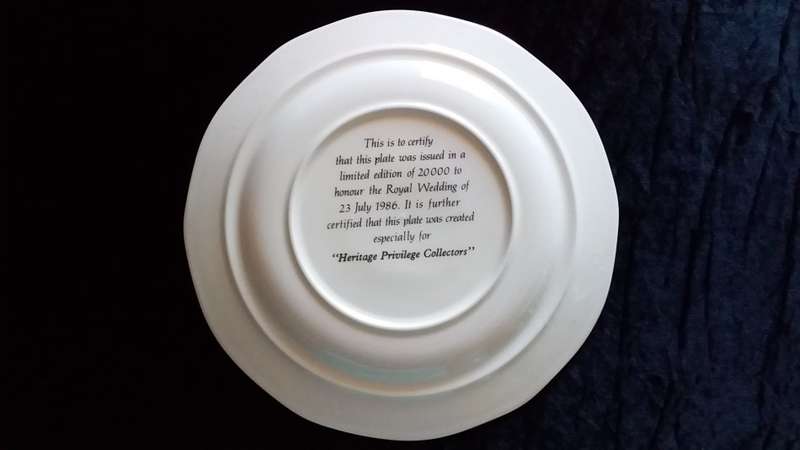 This is to certify
that this plate was issued in a
limited edition of 20000 to
honour the Royal Wedding of
23 July 1986. It is further
certified that this plate was created
especially for
"Heritage Privilege Collectors"